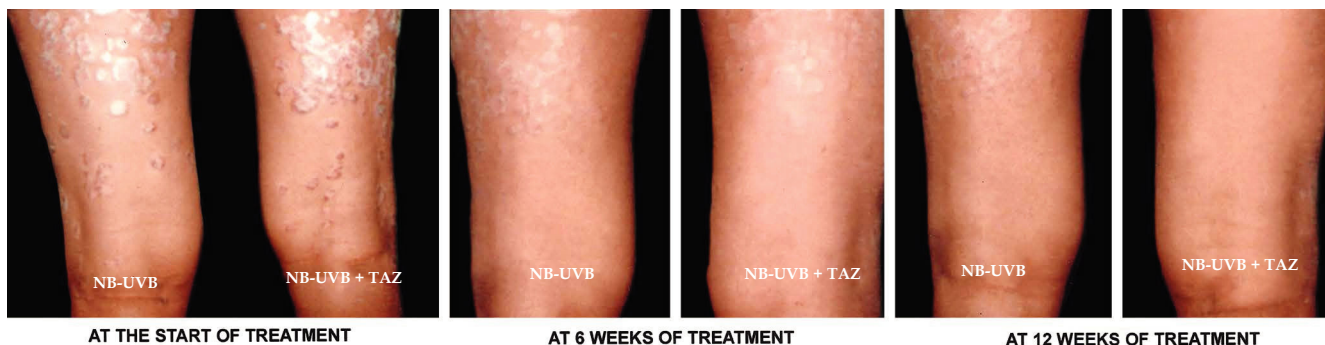 NB-UVB
NB-UVB + TAZ
NB-UVB
NB-UVB + TAZ
NB-UVB
NB-UVB + TAZ
AT THE START OF TREATMENT
AT 6 WEEKS OF TREATMENT
AT 12 WEEKS OF TREATMENT